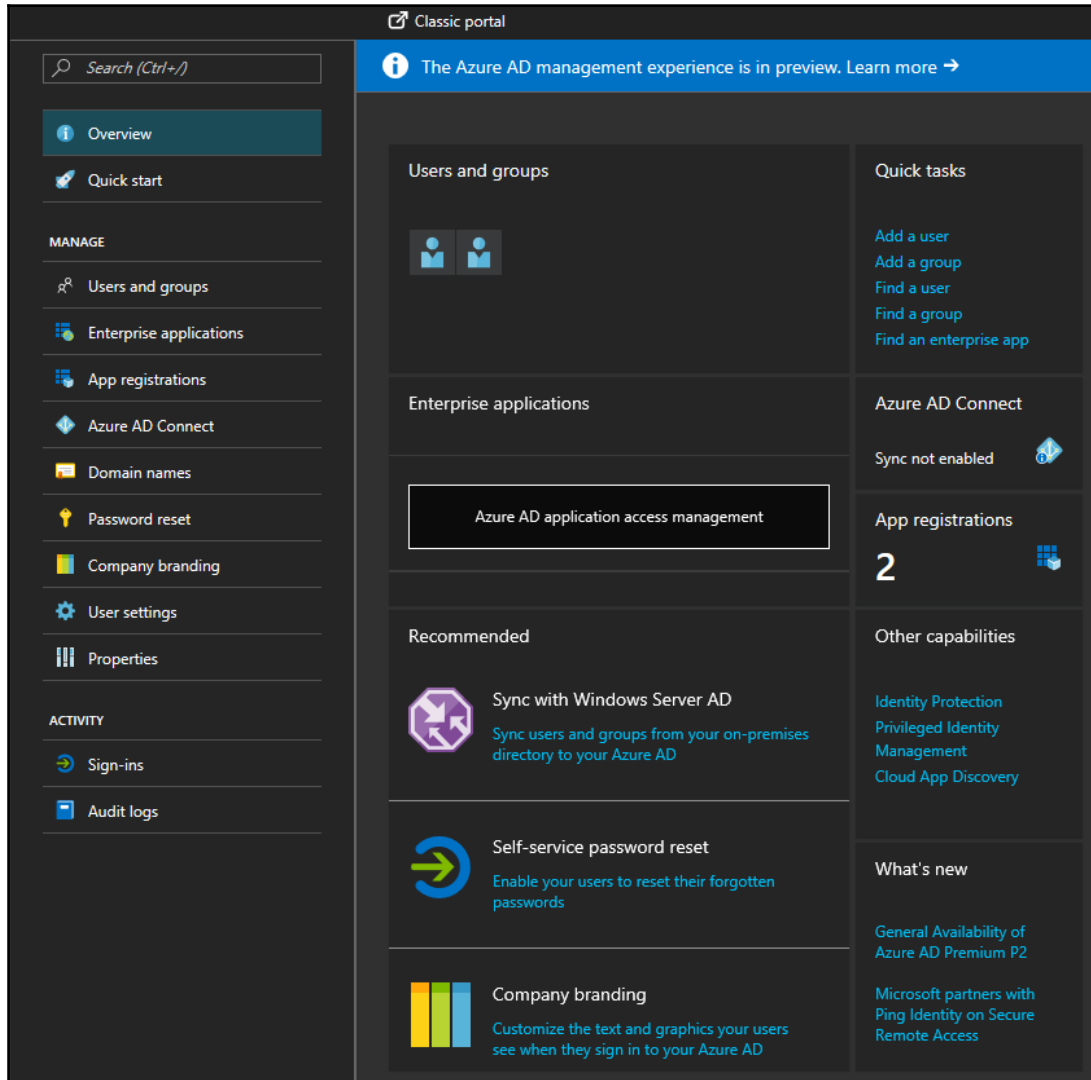 Classic portal
Search (Ctrl+/)
The Azure AD management experience is in preview. Learn more →
Overview
Quick start
MANAGE
Users and groups
Enterprise applications
App registrations
Azure AD Connect
Domain names
Password reset
Company branding
User settings
Properties
ACTIVITY
Sign-ins
Audit logs
Users and groups
Enterprise applications
Azure AD application access management
Recommended
Sync with Windows Server AD
Sync users and groups from your on-premises
directory to your Azure AD
Self-service password reset
Enable your users to reset their forgotten
passwords
Company branding
Customize the text and graphics your users
see when they sign in to your Azure AD
Quick tasks
Add a user
Add a group
Find a user
Find a group
Find an enterprise app
Azure AD Connect
Sync not enabled
App registrations
2
Other capabilities
Identity Protection
Privileged Identity
Management
Cloud App Discovery
What's new
General Availability of
Azure AD Premium P2
Microsoft partners with
Ping Identity on Secure
Remote Access